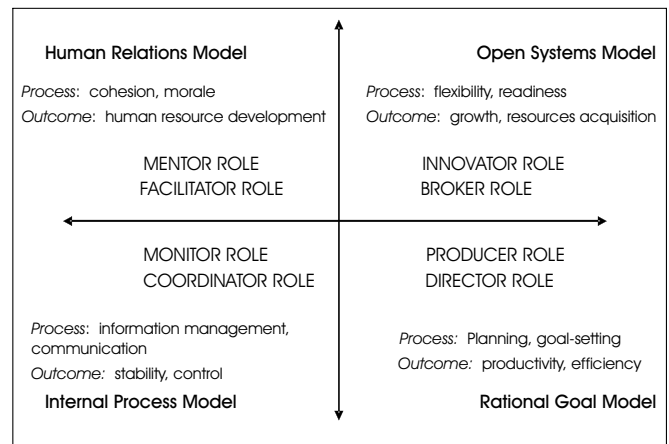 Human Relations Model
Process: cohesion, morale
Outcome: human resource development
MENTOR ROLE
FACILITATOR ROLE
Open Systems Model
Process: flexibility, readiness
Outcome: growth, resources acquisition
INNOVATOR ROLE
BROKER ROLE
MONITOR ROLE
COORDINATOR ROLE
Process: information management,
communication
Outcome: stability, control
Internal Process Model
PRODUCER ROLE
DIRECTOR ROLE
Process: Planning, goal-setting
Outcome: productivity, efficiency
Rational Goal Model